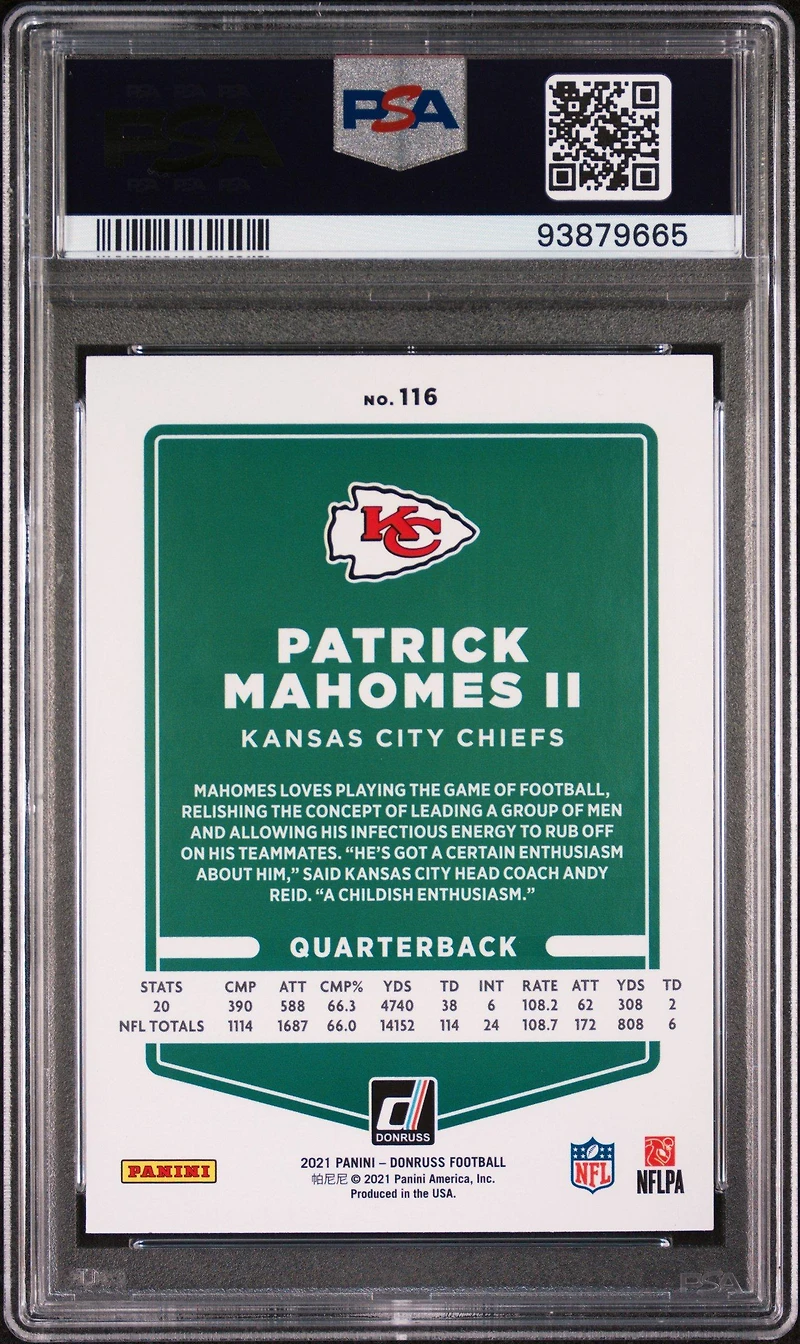 PSA
93879665
NO. 116
KC
PATRICK
MAHOMES II
KANSAS CITY CHIEFS
MAHOMES LOVES PLAYING THE GAME OF FOOTBALL,
RELISHING THE CONCEPT OF LEADING A GROUP OF MEN
AND ALLOWING HIS INFECTIOUS ENERGY TO RUB OFF
ON HIS TEAMMATES. “HE’S GOT A CERTAIN ENTHUSIASM
ABOUT HIM,” SAID KANSAS CITY HEAD COACH ANDY
REID. “A CHILDISH ENTHUSIASM.”
QUARTERBACK
STATS CMP ATT CMP% YDS TD INT RATE ATT YDS TD
20 390 588 66.3 4740 38 6 108.2 62 308 2
NFL TOTALS 1114 1687 66.0 14152 114 24 108.7 172 808 6
d
DONRUSS
PANINI
2021 PANINI – DONRUSS FOOTBALL
帕尼尼 © 2021 Panini America, Inc.
Produced in the USA.
NFL
NFLPA
PSA